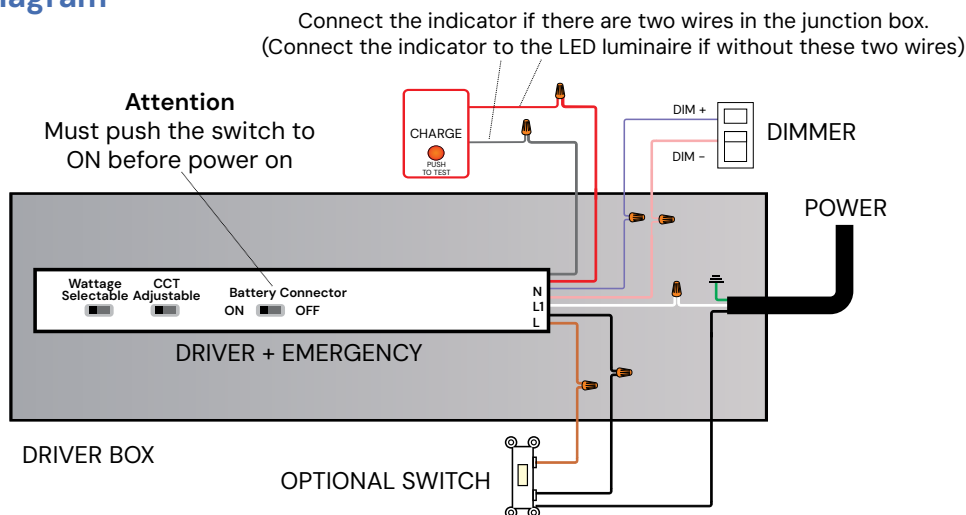 Connect the indicator if there are two wires in the junction box.
(Connect the indicator to the LED luminaire if without these two wires)
Attention
Must push the switch to
ON before power on
CHARGE
PUSH
TO TEST
DIM +
DIM -
DIMMER
POWER
Wattage
Selectable
CCT
Adjustable
Battery Connector
ON
OFF
N
L1
L
DRIVER + EMERGENCY
DRIVER BOX
OPTIONAL SWITCH